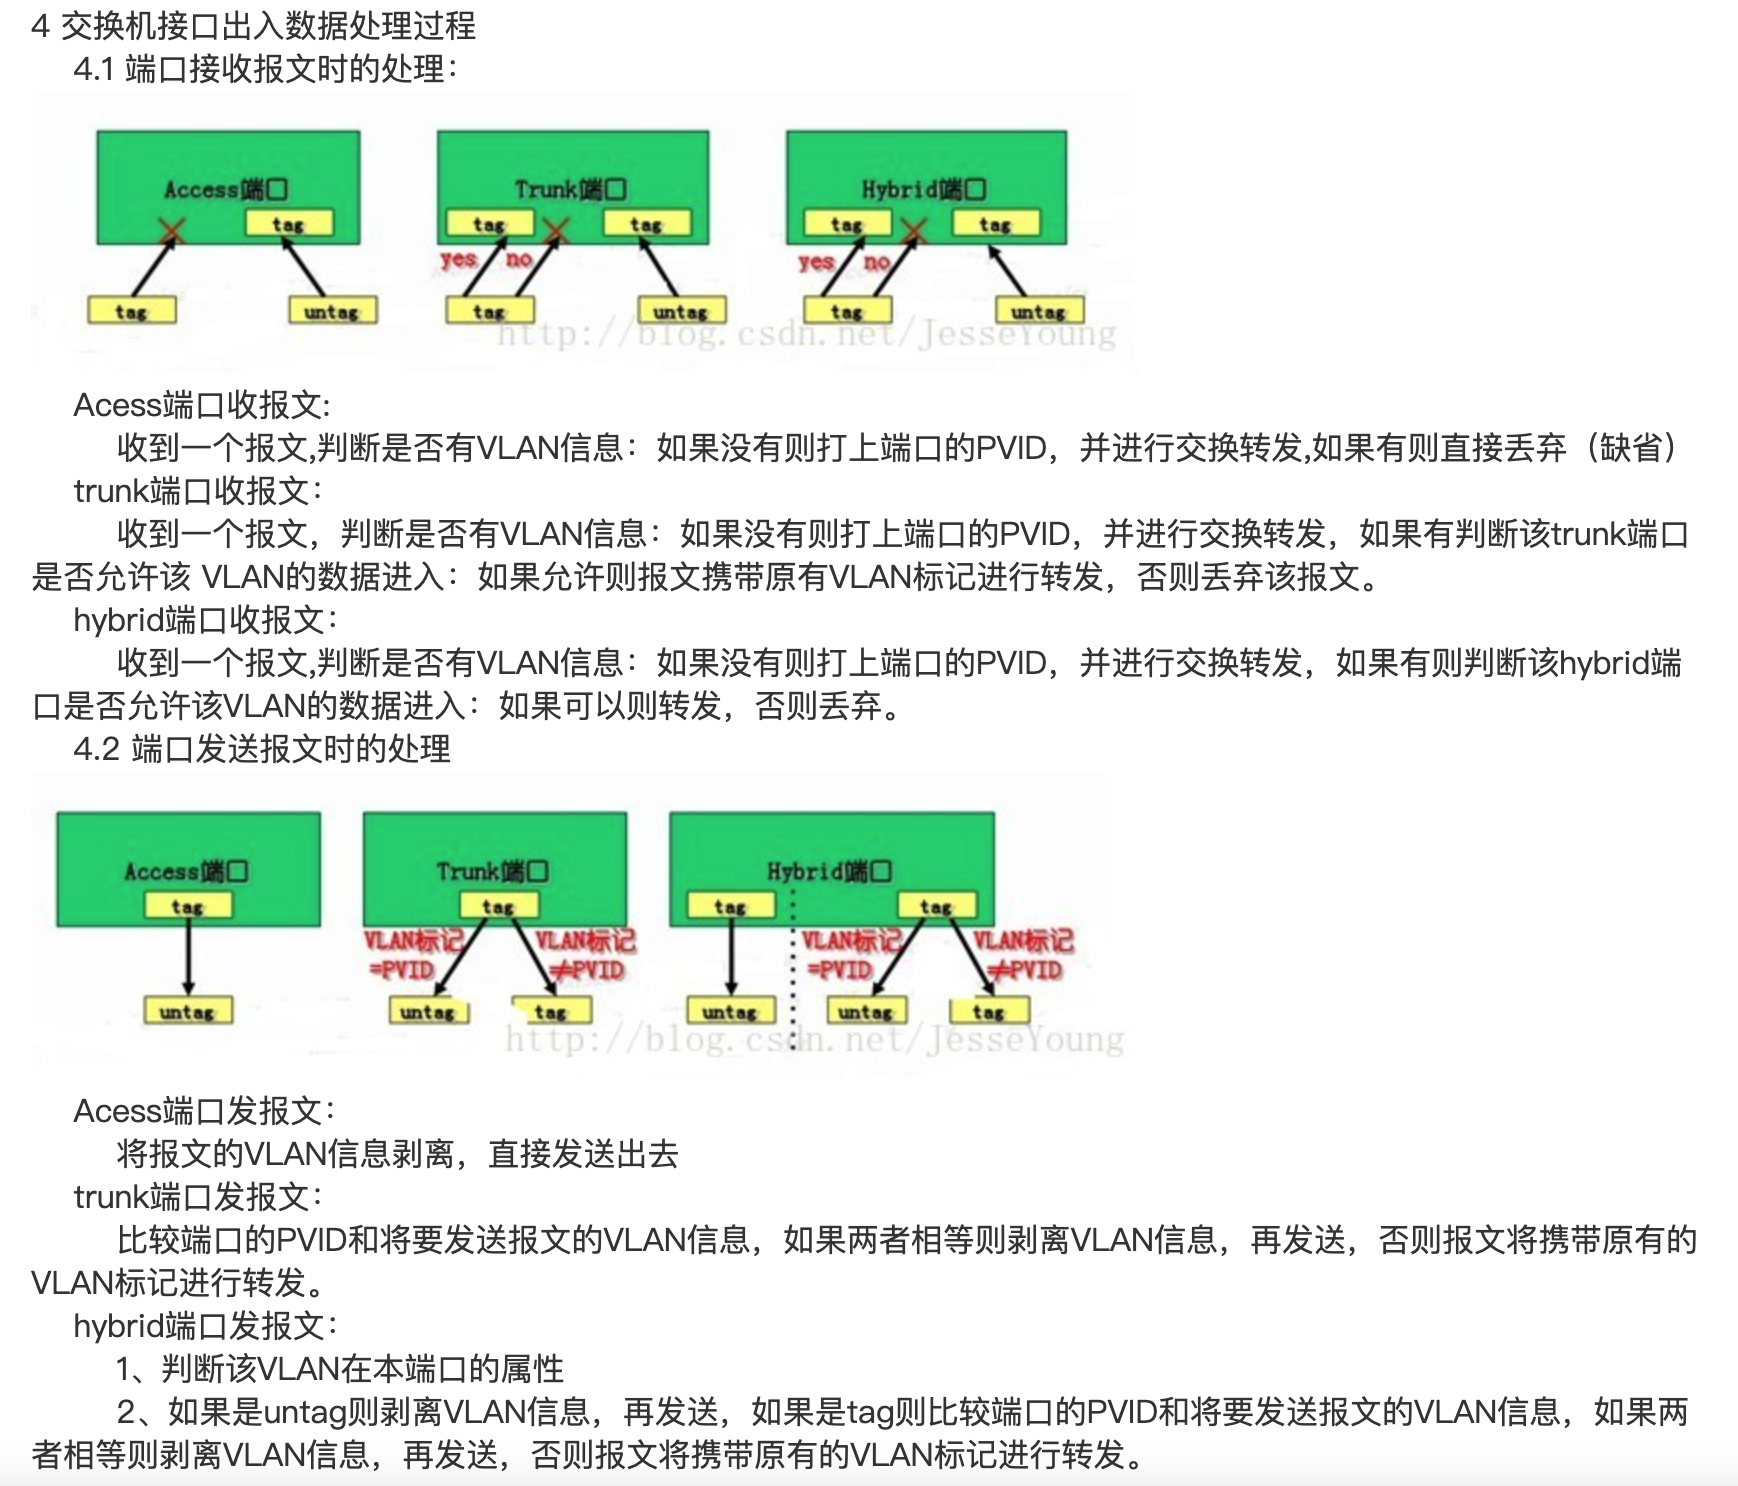 4 交换机接口出入数据处理过程
4.1 端口接收报文时的处理：
Access端口
Trunk端口
Hybrid端口
tag
tag
tag
tag
tag
yes
no
yes
no
tag
untag
tag
untag
tag
untag
http://blog.csdn.net/JesseYoung
Acess端口收报文:
收到一个报文,判断是否有VLAN信息：如果没有则打上端口的PVID，并进行交换转发,如果有则直接丢弃（缺省）
trunk端口收报文：
收到一个报文，判断是否有VLAN信息：如果没有则打上端口的PVID，并进行交换转发，如果有判断该trunk端口
是否允许该 VLAN的数据进入：如果允许则报文携带原有VLAN标记进行转发，否则丢弃该报文。
hybrid端口收报文：
收到一个报文,判断是否有VLAN信息：如果没有则打上端口的PVID，并进行交换转发，如果有则判断该hybrid端
口是否允许该VLAN的数据进入：如果可以则转发，否则丢弃。
4.2 端口发送报文时的处理
Access端口
Trunk端口
Hybrid端口
tag
tag
tag
tag
VLAN标记
=PVID
VLAN标记
≠PVID
VLAN标记
=PVID
VLAN标记
≠PVID
untag
untag
tag
untag
untag
tag
http://blog.csdn.net/JesseYoung
Acess端口发报文：
将报文的VLAN信息剥离，直接发送出去
trunk端口发报文：
比较端口的PVID和将要发送报文的VLAN信息，如果两者相等则剥离VLAN信息，再发送，否则报文将携带原有的
VLAN标记进行转发。
hybrid端口发报文：
1、判断该VLAN在本端口的属性
2、如果是untag则剥离VLAN信息，再发送，如果是tag则比较端口的PVID和将要发送报文的VLAN信息，如果两
者相等则剥离VLAN信息，再发送，否则报文将携带原有的VLAN标记进行转发。